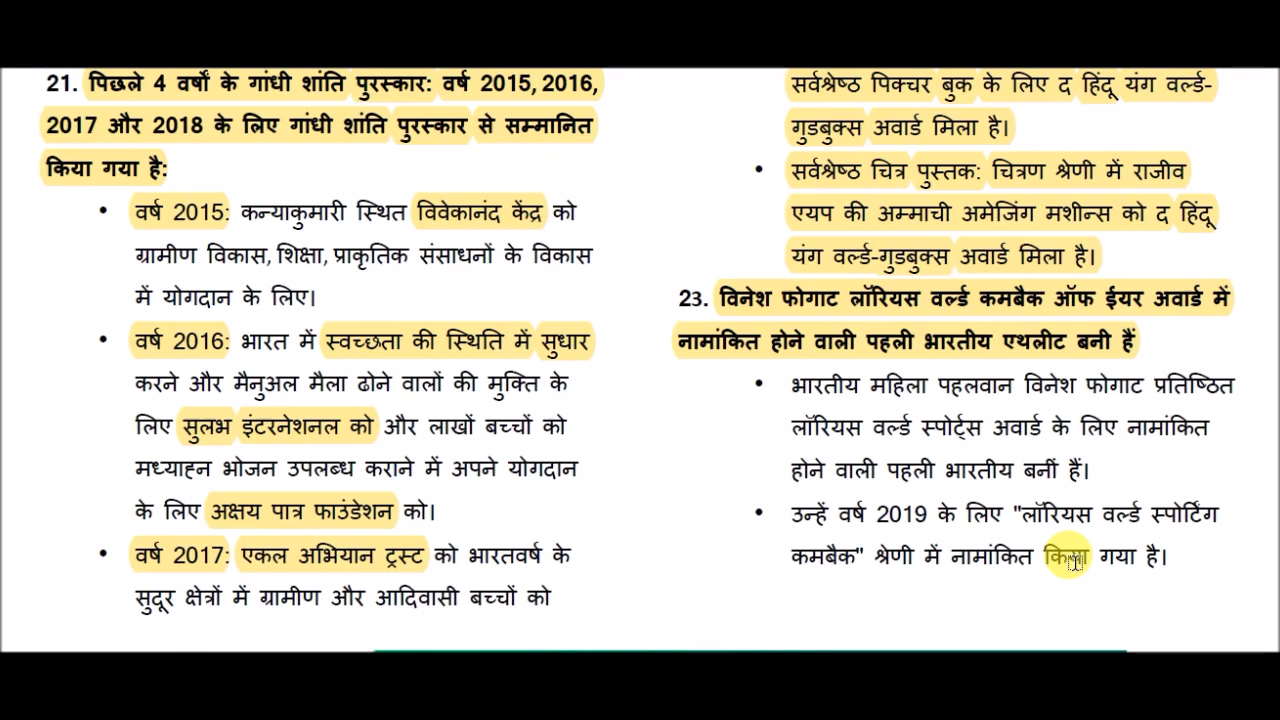 21. पिछले 4 वर्षों के गांधी शांति पुरस्कार: वर्ष 2015, 2016,
2017 और 2018 के लिए गांधी शांति पुरस्कार से सम्मानित
किया गया है:
• वर्ष 2015: कन्याकुमारी स्थित विवेकानंद केंद्र को
ग्रामीण विकास, शिक्षा, प्राकृतिक संसाधनों के विकास
में योगदान के लिए।
• वर्ष 2016: भारत में स्वच्छता की स्थिति में सुधार
करने और मैनुअल मैला ढोने वालों की मुक्ति के
लिए सुलभ इंटरनेशनल को और लाखों बच्चों को
मध्याह्न भोजन उपलब्ध कराने में अपने योगदान
के लिए अक्षय पात्र फाउंडेशन को।
• वर्ष 2017: एकल अभियान ट्रस्ट को भारतवर्ष के
सुदूर क्षेत्रों में ग्रामीण और आदिवासी बच्चों को
सर्वश्रेष्ठ पिक्चर बुक के लिए द हिंदू यंग वर्ल्ड-
गुडबुक्स अवार्ड मिला है।
• सर्वश्रेष्ठ चित्र पुस्तक: चित्रण श्रेणी में राजीव
एयप की अम्माची अमेजिंग मशीन्स को द हिंदू
यंग वर्ल्ड-गुडबुक्स अवार्ड मिला है।
23. विनेश फोगाट लॉरियस वर्ल्ड कमबैक ऑफ ईयर अवार्ड में
नामांकित होने वाली पहली भारतीय एथलीट बनी हैं
• भारतीय महिला पहलवान विनेश फोगाट प्रतिष्ठित
लॉरियस वर्ल्ड स्पोर्ट्स अवार्ड के लिए नामांकित
होने वाली पहली भारतीय बनीं हैं।
• उन्हें वर्ष 2019 के लिए "लॉरियस वर्ल्ड स्पोर्टिंग
कमबैक" श्रेणी में नामांकित किया गया है।